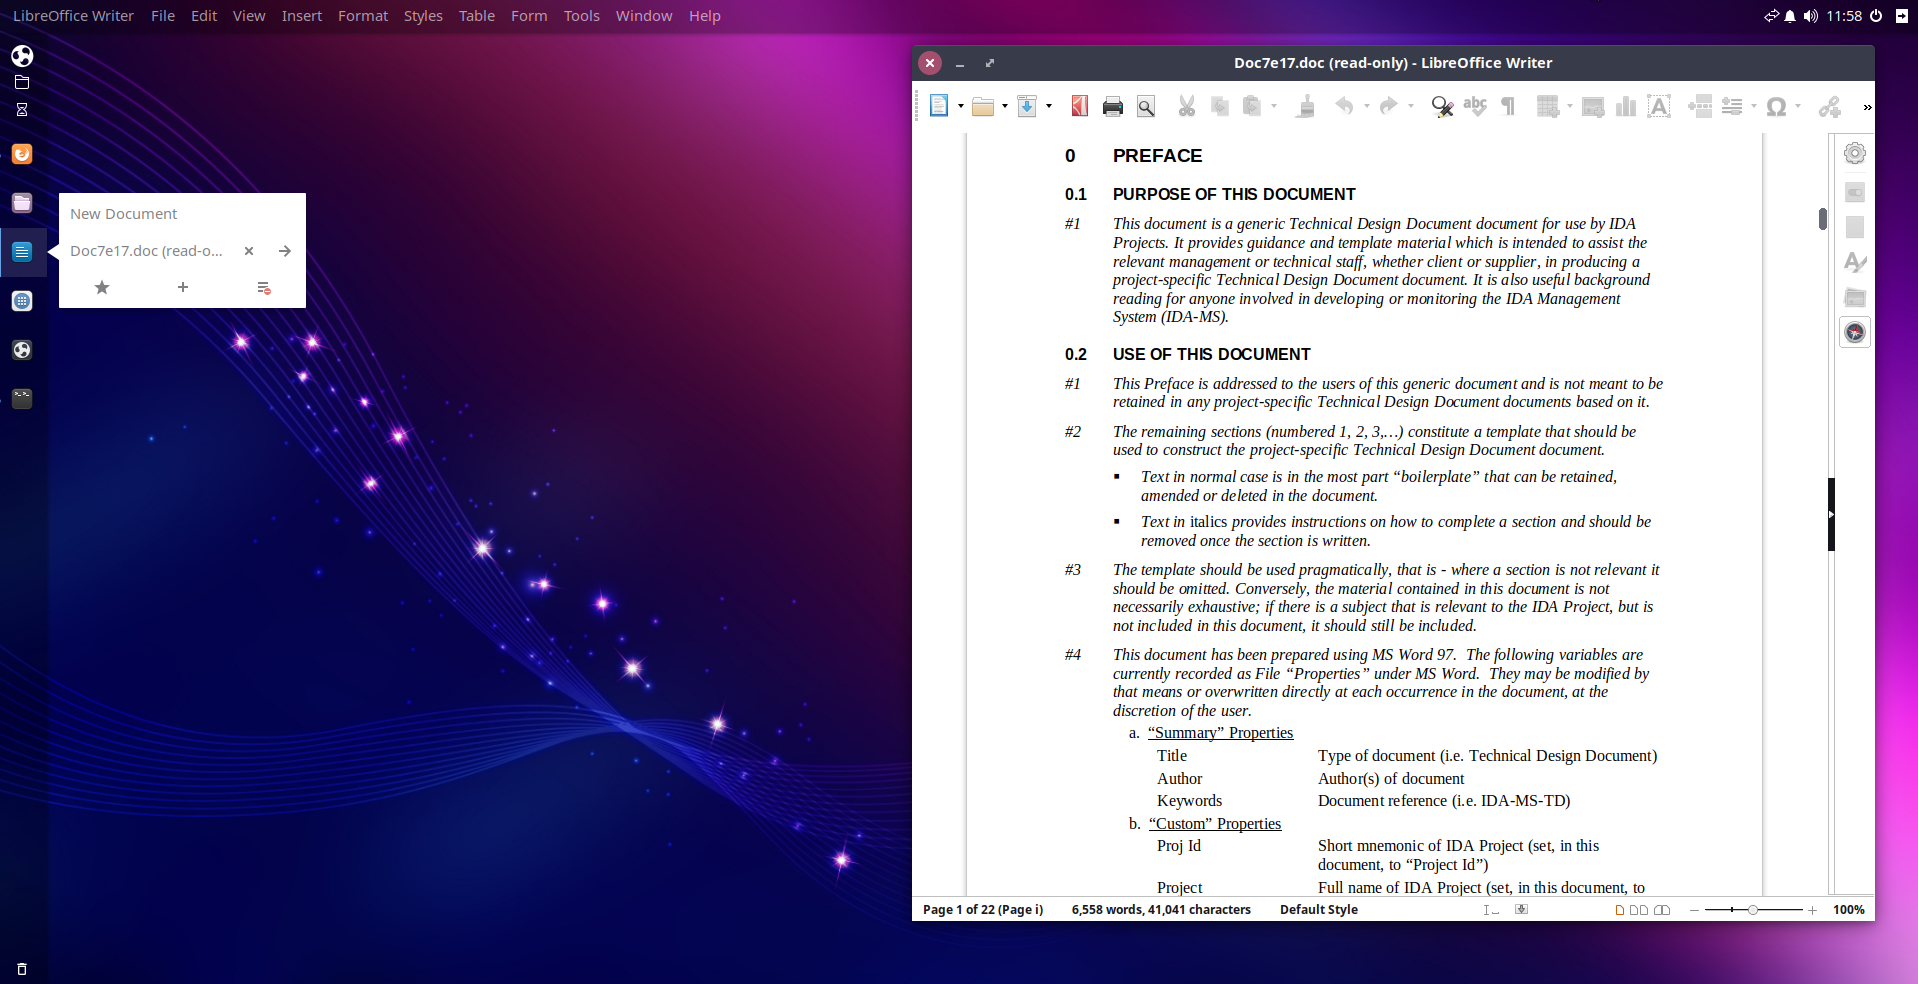 LibreOffice Writer File Edit View Insert Format Styles Table Form Tools Window Help
11:58
New Document
Doc7e17.doc (read-o...
Doc7e17.doc (read-only) - LibreOffice Writer
0 PREFACE
0.1 PURPOSE OF THIS DOCUMENT
#1 This document is a generic Technical Design Document document for use by IDA
Projects. It provides guidance and template material which is intended to assist the
relevant management or technical staff, whether client or supplier, in producing a
project-specific Technical Design Document document. It is also useful background
reading for anyone involved in developing or monitoring the IDA Management
System (IDA-MS).
0.2 USE OF THIS DOCUMENT
#1 This Preface is addressed to the users of this generic document and is not meant to be
retained in any project-specific Technical Design Document documents based on it.
#2 The remaining sections (numbered 1, 2, 3,…) constitute a template that should be
used to construct the project-specific Technical Design Document document.
▪ Text in normal case is in the most part “boilerplate” that can be retained,
amended or deleted in the document.
▪ Text in italics provides instructions on how to complete a section and should be
removed once the section is written.
#3 The template should be used pragmatically, that is - where a section is not relevant it
should be omitted. Conversely, the material contained in this document is not
necessarily exhaustive; if there is a subject that is relevant to the IDA Project, but is
not included in this document, it should still be included.
#4 This document has been prepared using MS Word 97.  The following variables are
currently recorded as File “Properties” under MS Word.  They may be modified by
that means or overwritten directly at each occurrence in the document, at the
discretion of the user.
a. “Summary” Properties
Title Type of document (i.e. Technical Design Document)
Author Author(s) of document
Keywords Document reference (i.e. IDA-MS-TD)
b. “Custom” Properties
Proj Id Short mnemonic of IDA Project (set, in this
document, to “Project Id”)
Project Full name of IDA Project (set, in this document, to
Page 1 of 22 (Page i) 6,558 words, 41,041 characters Default Style 100%